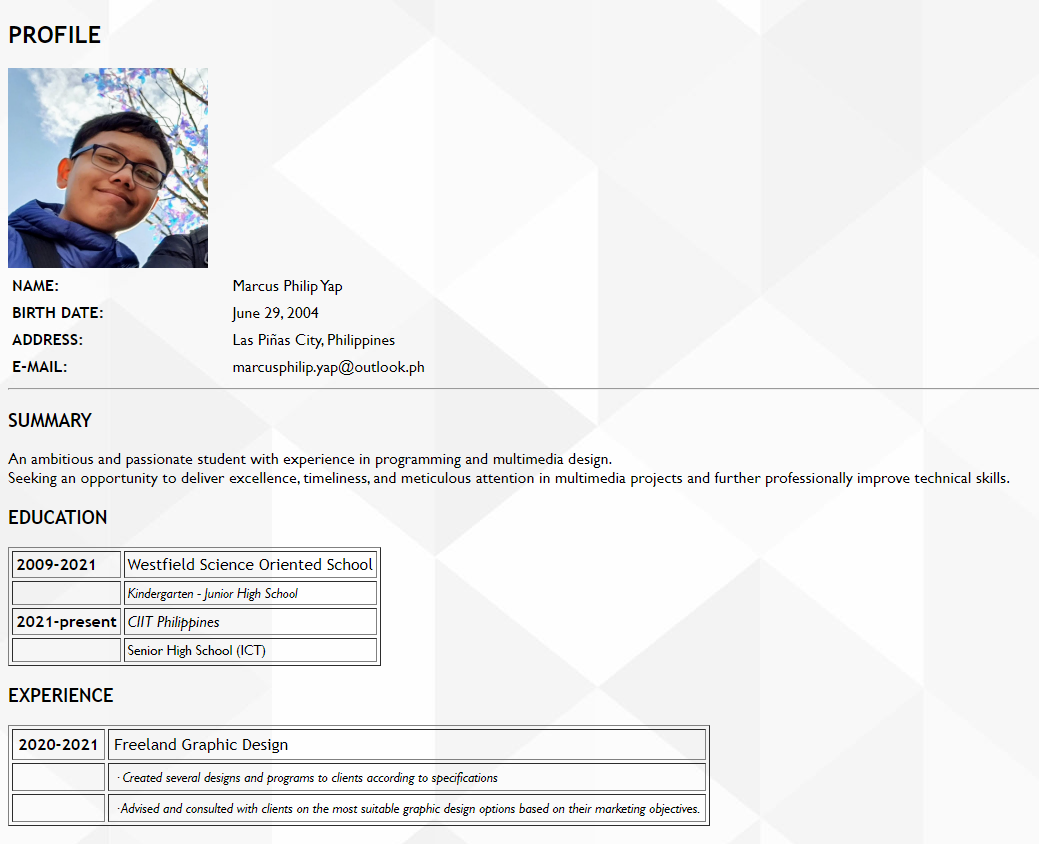 PROFILE
NAME: Marcus Philip Yap
BIRTH DATE: June 29, 2004
ADDRESS: Las Piñas City, Philippines
E-MAIL: marcusphilip.yap@outlook.ph
SUMMARY
An ambitious and passionate student with experience in programming and multimedia design.
Seeking an opportunity to deliver excellence, timeliness, and meticulous attention in multimedia projects and further professionally improve technical skills.
EDUCATION
2009-2021 Westfield Science Oriented School
Kindergarten - Junior High School
2021-present CIIT Philippines
Senior High School (ICT)
EXPERIENCE
2020-2021 Freeland Graphic Design
· Created several designs and programs to clients according to specifications
· Advised and consulted with clients on the most suitable graphic design options based on their marketing objectives.